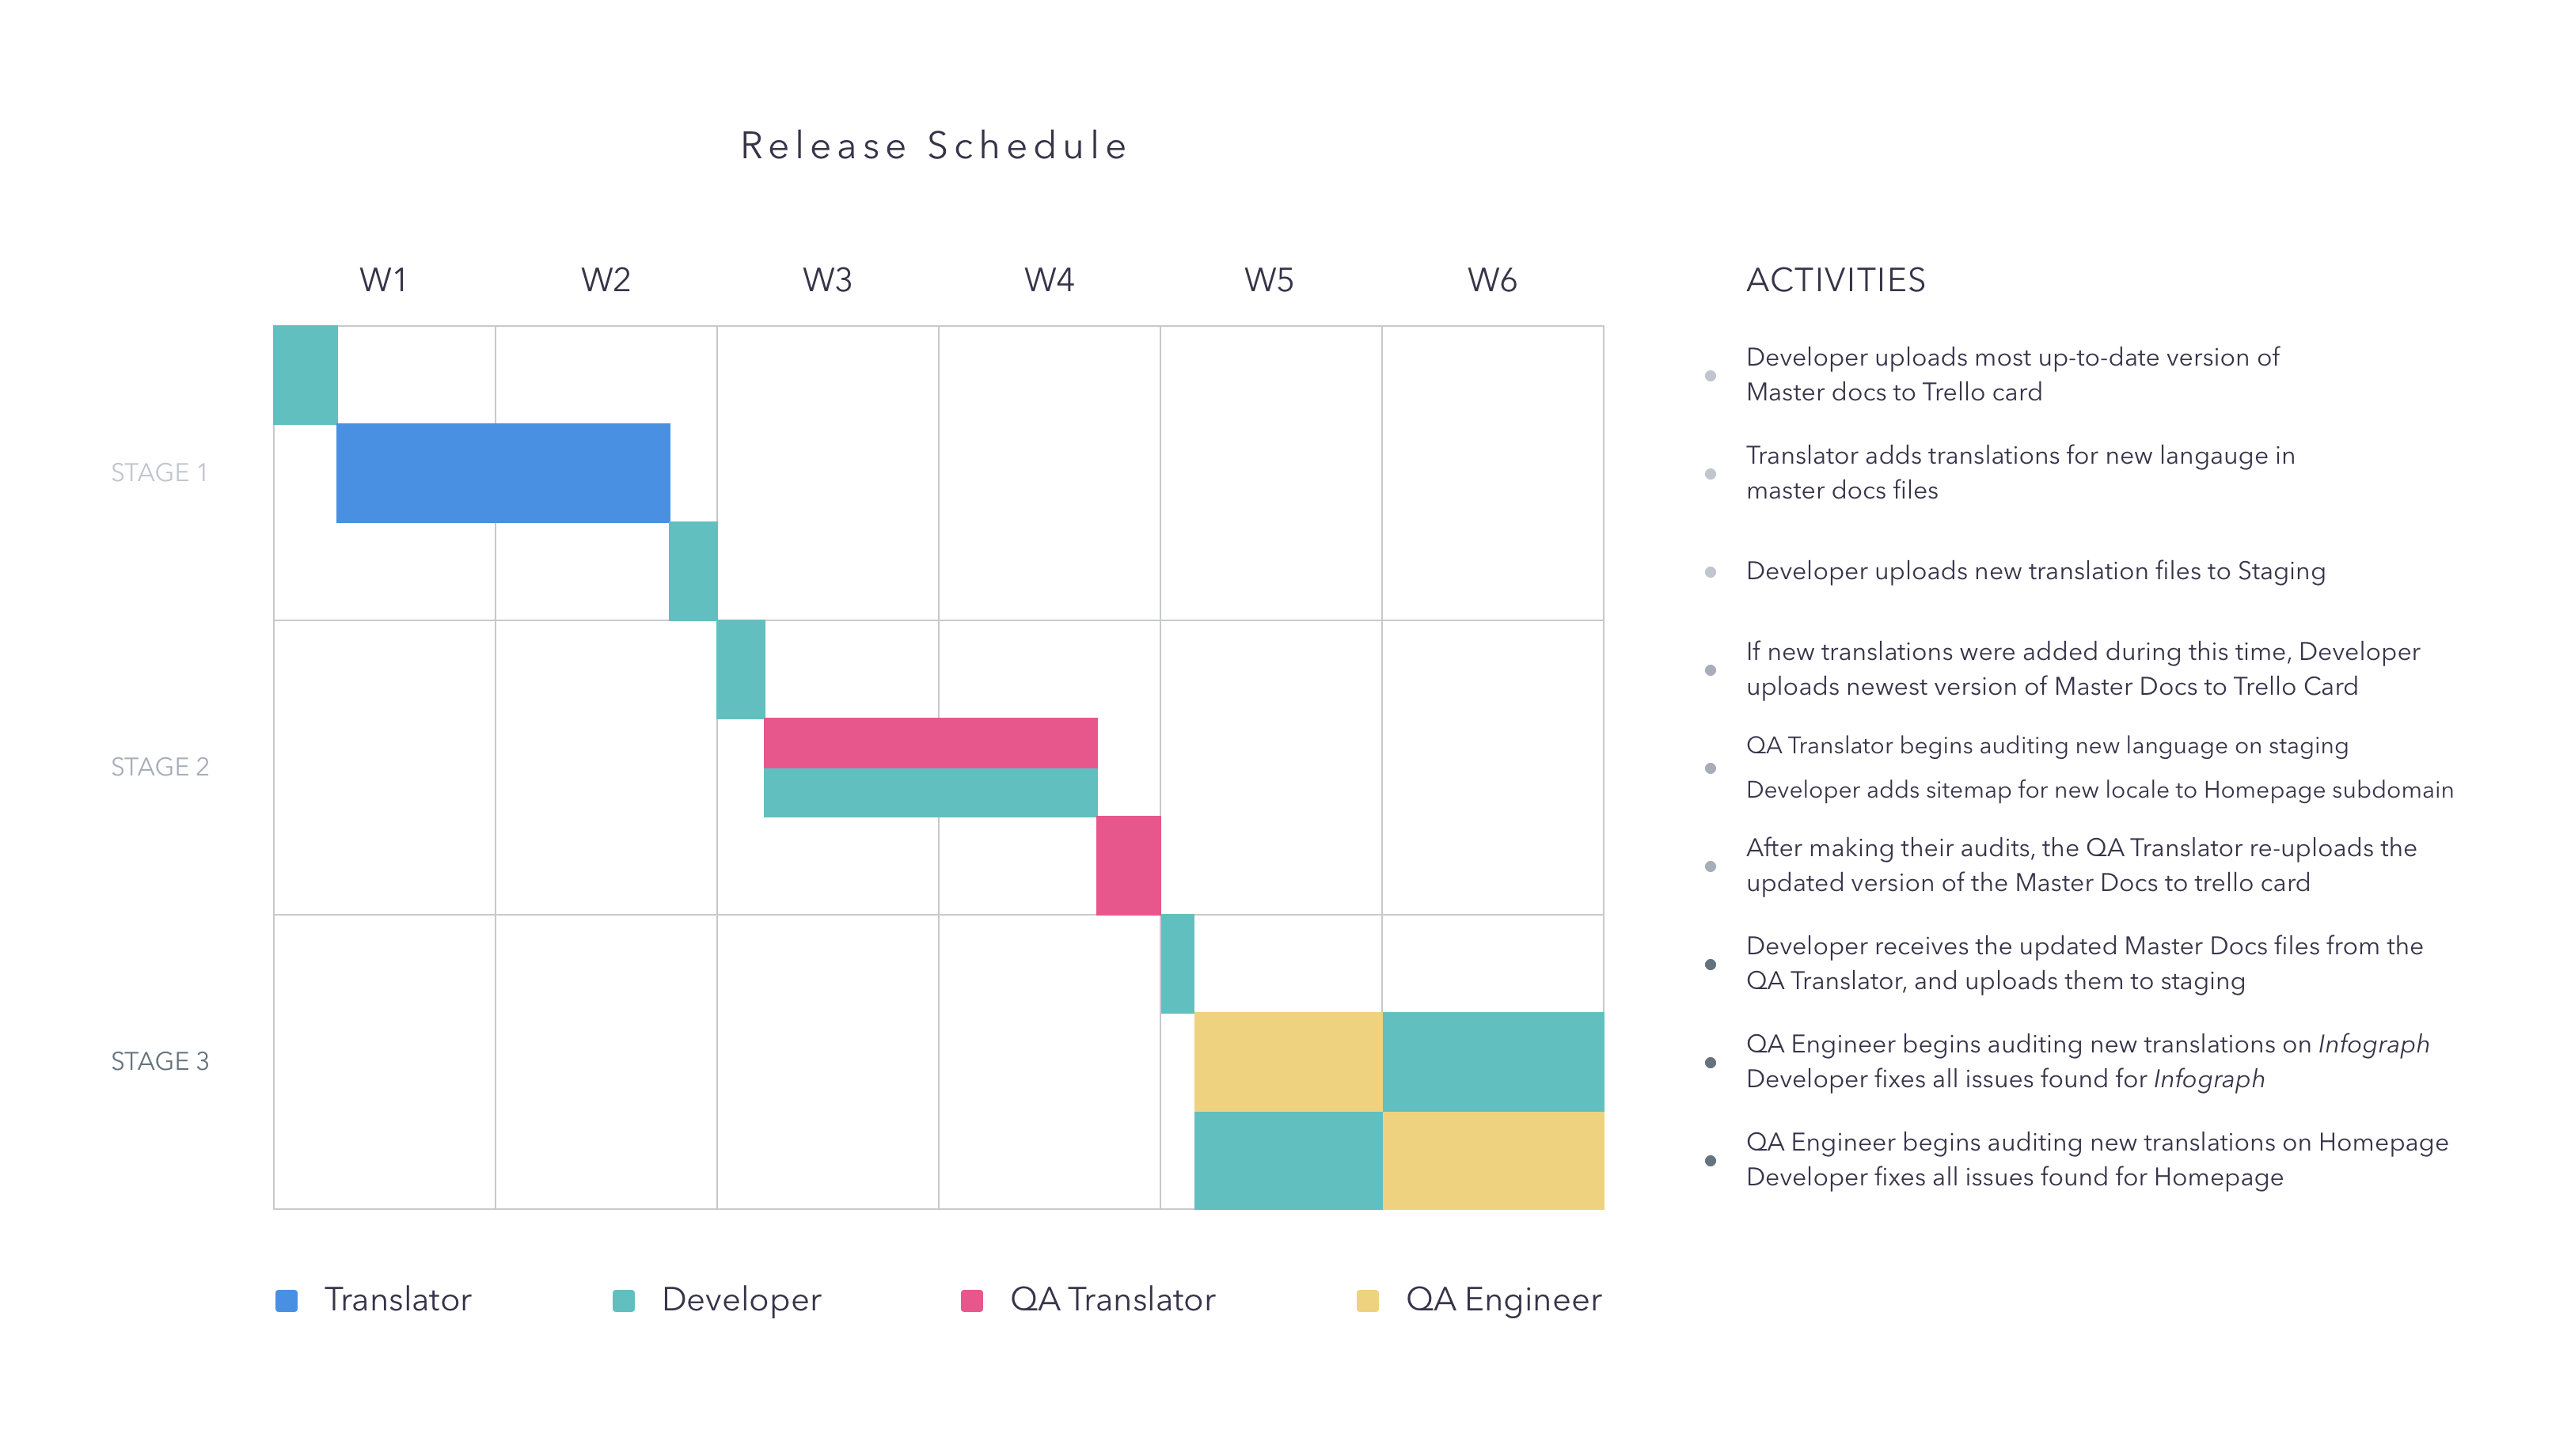 Release Schedule
W1 W2 W3 W4 W5 W6 ACTIVITIES
Developer uploads most up-to-date version of
Master docs to Trello card
STAGE 1
Translator adds translations for new langauge in
master docs files
Developer uploads new translation files to Staging
If new translations were added during this time, Developer
uploads newest version of Master Docs to Trello Card
STAGE 2
QA Translator begins auditing new language on staging
Developer adds sitemap for new locale to Homepage subdomain
After making their audits, the QA Translator re-uploads the
updated version of the Master Docs to trello card
Developer receives the updated Master Docs files from the
QA Translator, and uploads them to staging
STAGE 3
QA Engineer begins auditing new translations on Infograph
Developer fixes all issues found for Infograph
QA Engineer begins auditing new translations on Homepage
Developer fixes all issues found for Homepage
Translator Developer QA Translator QA Engineer